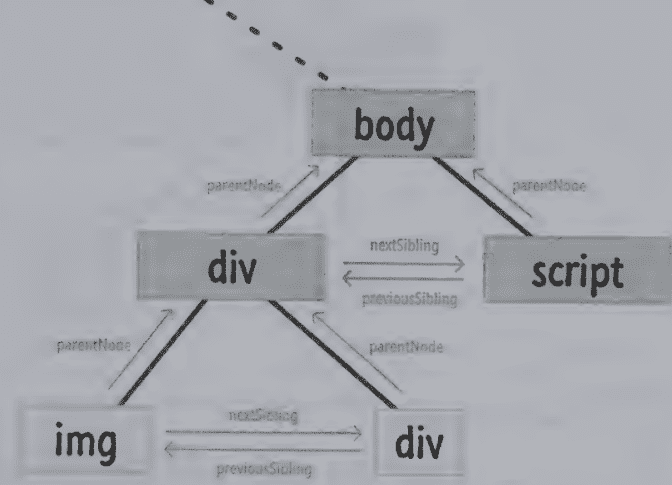 body
parentNode
parentNode
div
nextSibling
previousSibling
script
parentNode
parentNode
img
nextSibling
previousSibling
div